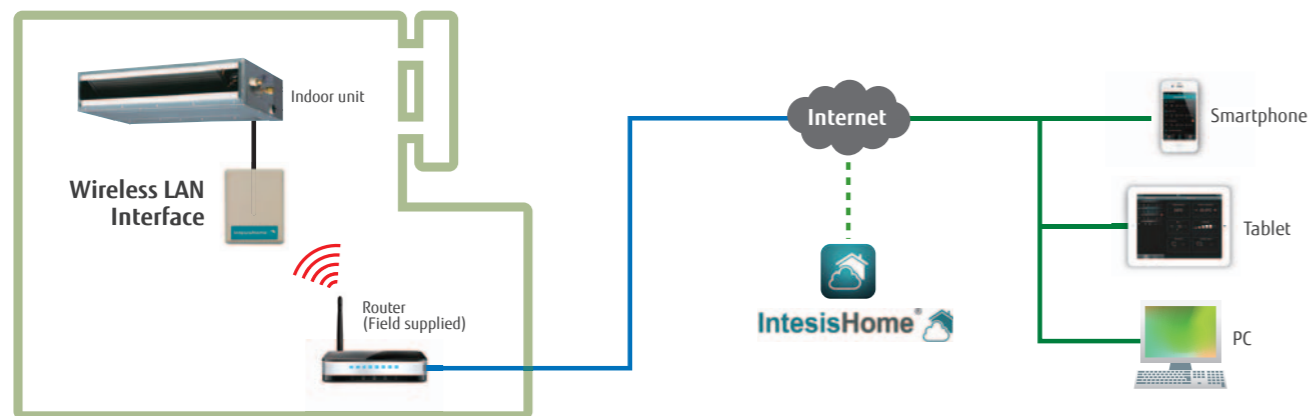 Indoor unit
Wireless LAN
Interface
Router
(Field supplied)
Internet
IntesisHome®
Smartphone
Tablet
PC